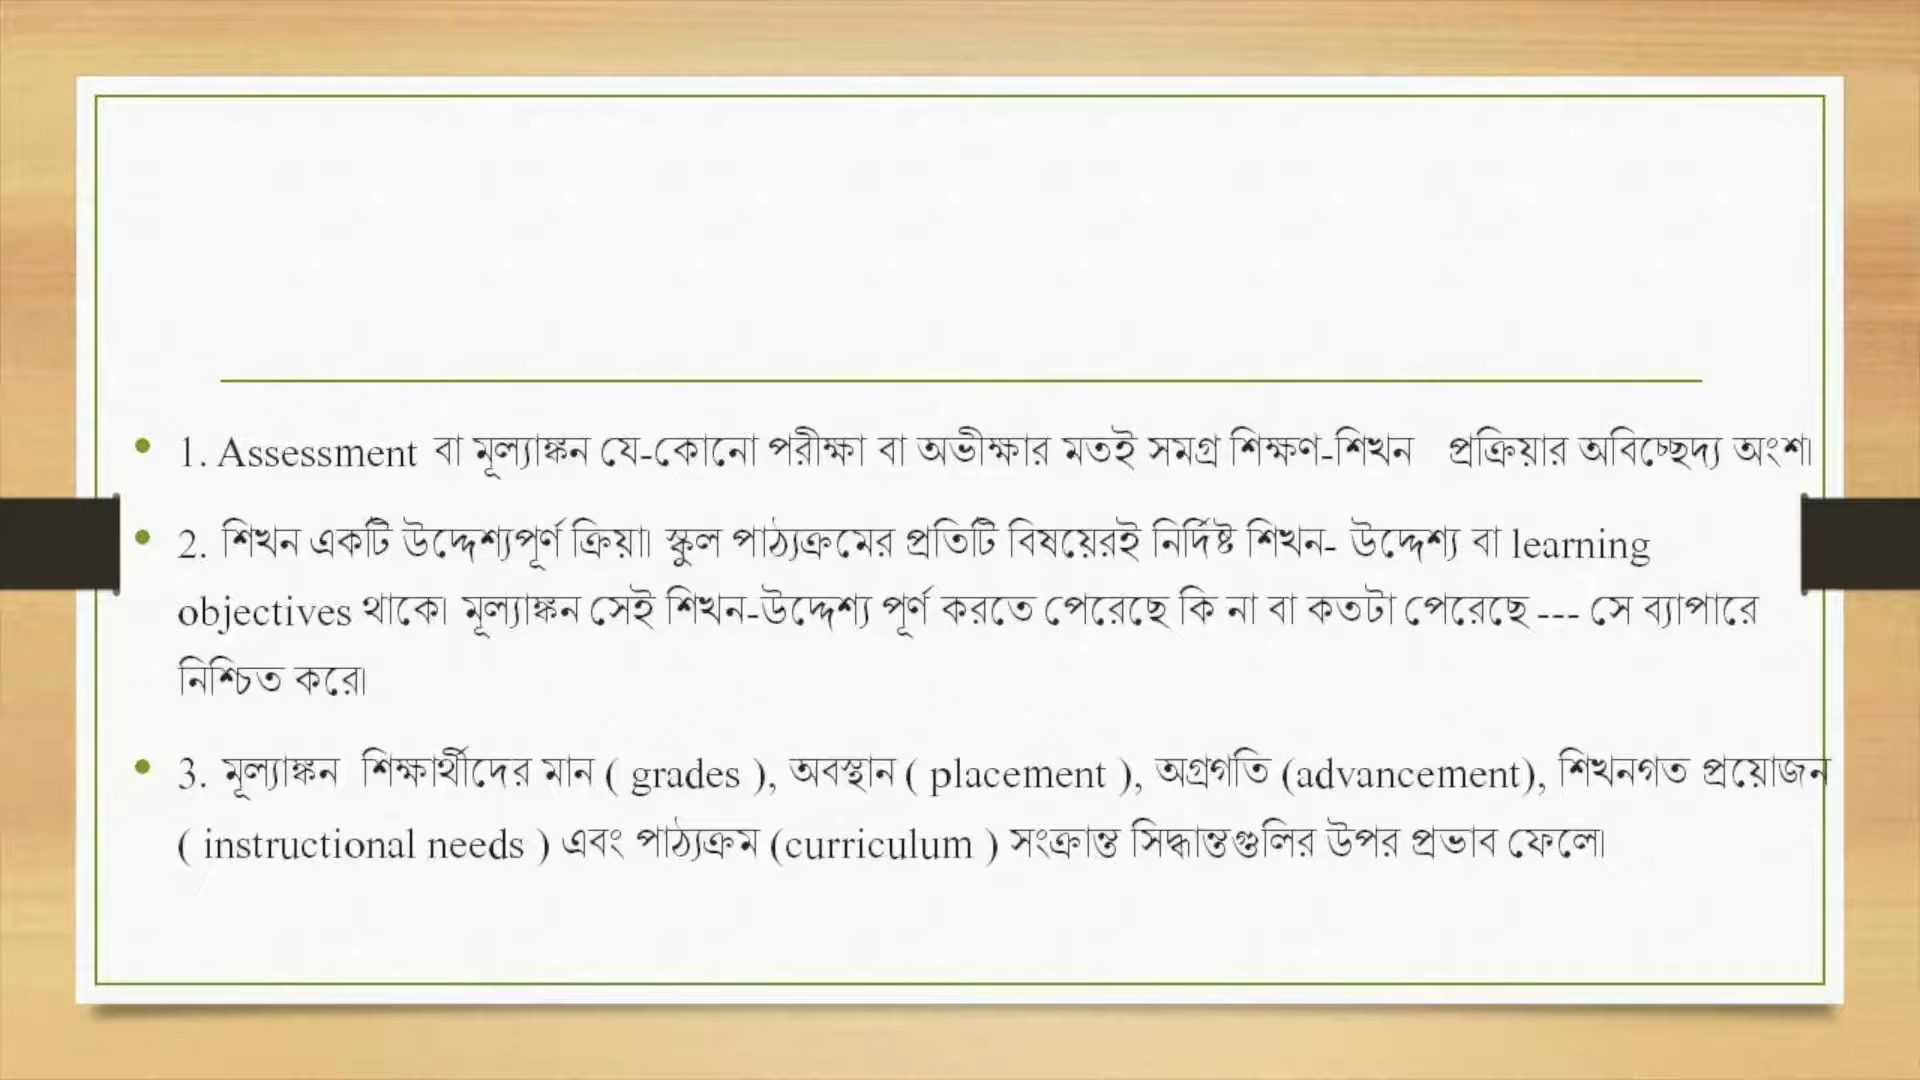 1. Assessment বা মূল্যাঙ্কন যে-কোনো পরীক্ষা বা অভীক্ষার মতই সমগ্র শিক্ষণ-শিখন প্রক্রিয়ার অবিচ্ছেদ্য অংশ।
2. শিখন একটি উদ্দেশ্যপূর্ণ ক্রিয়া। স্কুল পাঠ্যক্রমের প্রতিটি বিষয়েরই নির্দিষ্ট শিখন- উদ্দেশ্য বা learning
objectives থাকে। মূল্যাঙ্কন সেই শিখন-উদ্দেশ্য পূর্ণ করতে পেরেছে কি না বা কতটা পেরেছে --- সে ব্যাপারে
নিশ্চিত করে।
3. মূল্যাঙ্কন শিক্ষার্থীদের মান ( grades ), অবস্থান ( placement ), অগ্রগতি (advancement), শিখনগত প্রয়োজন
( instructional needs ) এবং পাঠ্যক্রম (curriculum ) সংক্রান্ত সিদ্ধান্তগুলির উপর প্রভাব ফেলে।